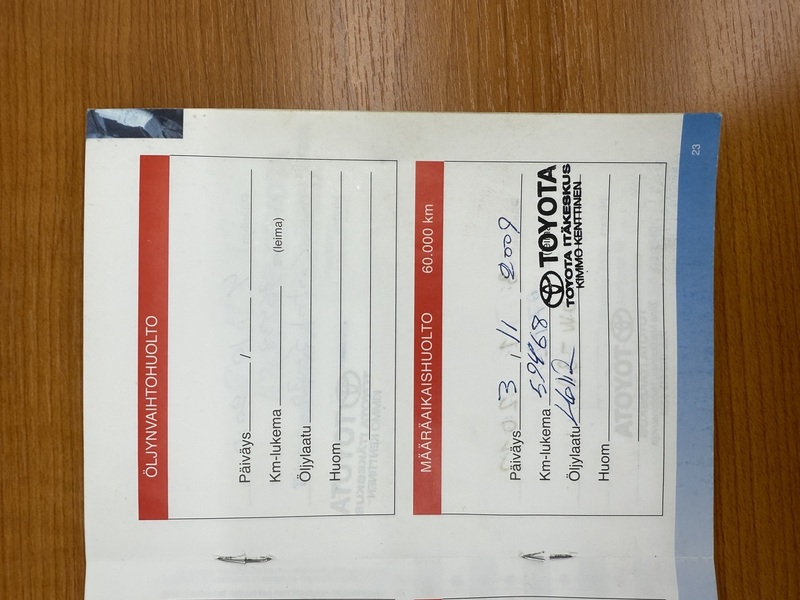 ÖLJYNVAIHTOHUOLTO
Päiväys / 
Km-lukema
(leima)
Öljylaatu
Huom
MÄÄRÄAIKAISHUOLTO 60.000 km
Päiväys 3 / 11 2009
Km-lukema 59468
TOYOTA
Öljylaatu
TOYOTA ITÄKESKUS
KIMMO KENTTINEN
Huom
23